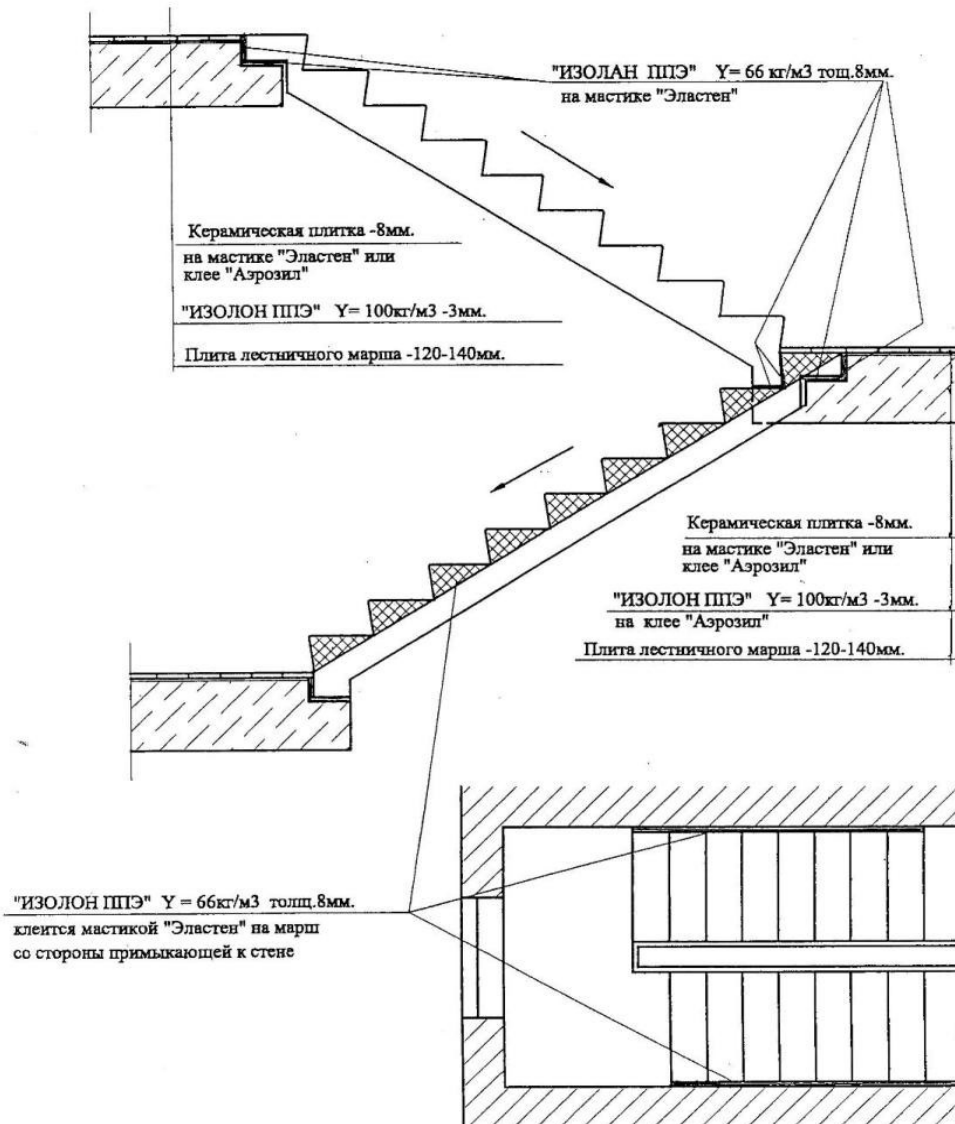 "ИЗОЛАН ППЭ" Y= 66 кг/м3 тощ.8мм.
на мастике "Эластен"
Керамическая плитка -8мм.
на мастике "Эластен" или
клее "Аэрозил"
"ИЗОЛОН ППЭ" Y= 100кг/м3 -3мм.
Плита лестничного марша -120-140мм.
Керамическая плитка -8мм.
на мастике "Эластен" или
клее "Аэрозил"
"ИЗОЛОН ППЭ" Y= 100кг/м3 -3мм.
на клее "Аэрозил"
Плита лестничного марша -120-140мм.
"ИЗОЛОН ППЭ" Y = 66кг/м3 толщ.8мм.
клеится мастикой "Эластен" на марш
со стороны примыкающей к стене